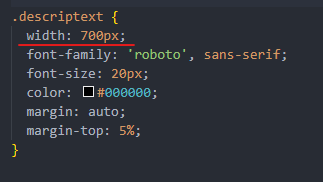 .descriptext {
width: 700px;
font-family: 'roboto', sans-serif;
font-size: 20px;
color: #000000;
margin: auto;
margin-top: 5%;
}